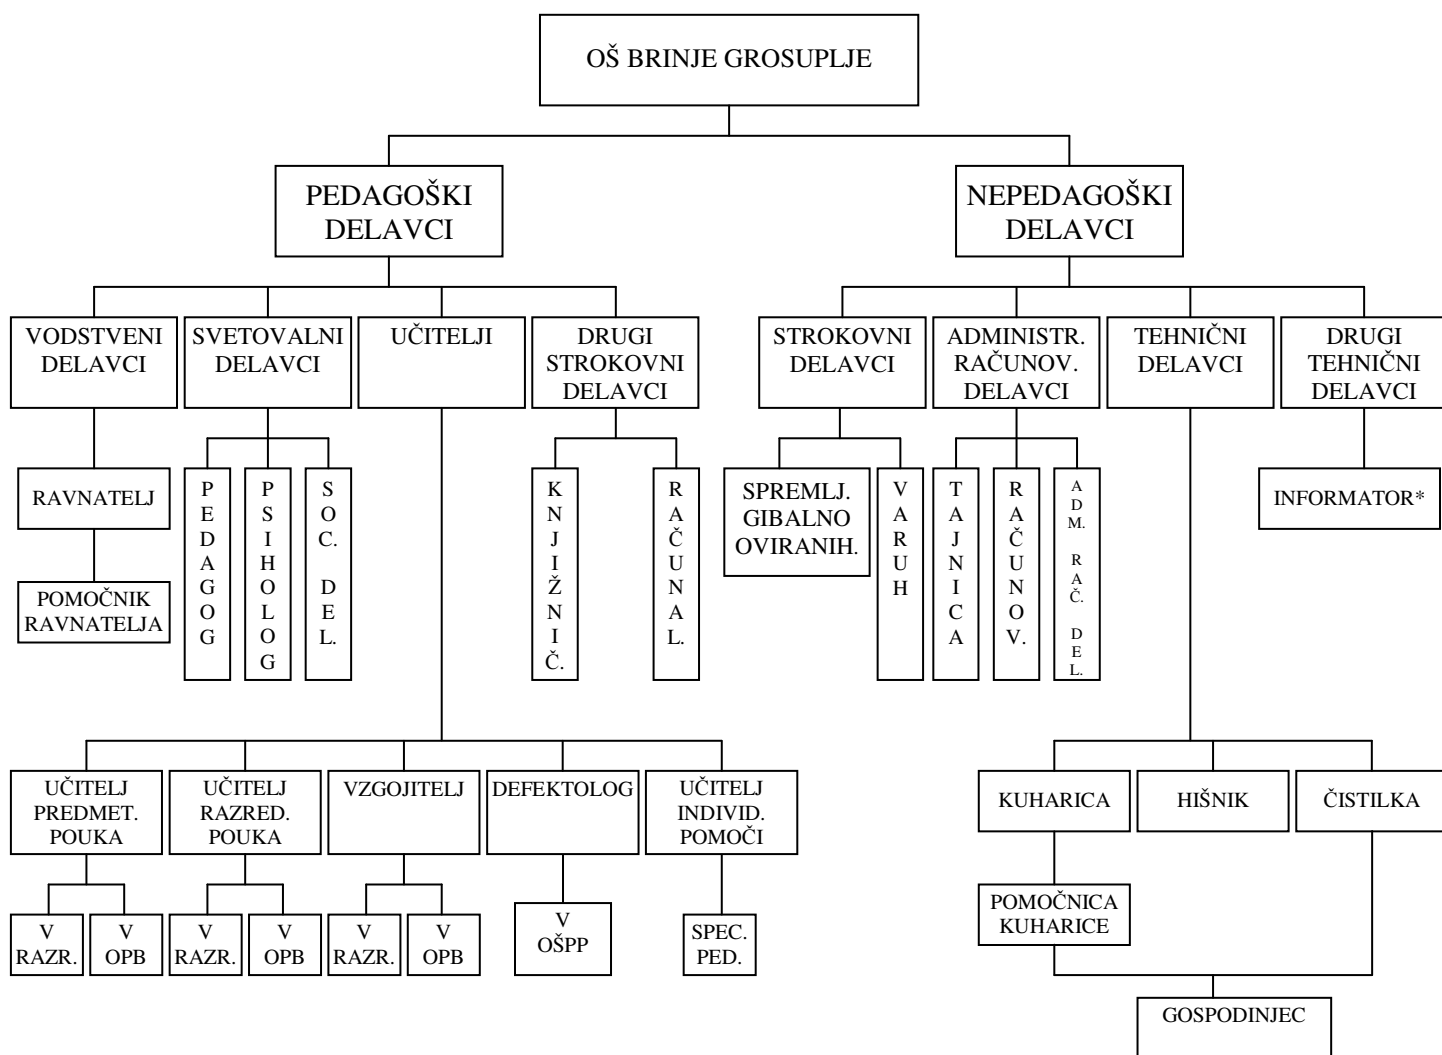 OŠ BRINJE GROSUPLJE
PEDAGOŠKI
DELAVCI
NEPEDAGOŠKI
DELAVCI
VODSTVENI
DELAVCI
SVETOVALNI
DELAVCI
UČITELJI
DRUGI
STROKOVNI
DELAVCI
STROKOVNI
DELAVCI
ADMINISTR.
RAČUNOV.
DELAVCI
TEHNIČNI
DELAVCI
DRUGI
TEHNIČNI
DELAVCI
RAVNATELJ
POMOČNIK
RAVNATELJA
PEDAGOG
PSIHOLOG
SOC. DEL.
KNJIŽNIČ.
RAČUNAL.
SPREMLJ.
GIBALNO
OVIRANIH.
VARUH
TAJNICA
RAČUNOV.
ADM. RAČ. DEL.
INFORMATOR*
UČITELJ
PREDMET.
POUKA
UČITELJ
RAZRED.
POUKA
VZGOJITELJ
DEFEKTOLOG
UČITELJ
INDIVID.
POMOČI
KUHARICA
HIŠNIK
ČISTILKA
V
RAZR.
V
OPB
V
RAZR.
V
OPB
V
RAZR.
V
OPB
V
OŠPP
SPEC.
PED.
POMOČNICA
KUHARICE
GOSPODINJEC